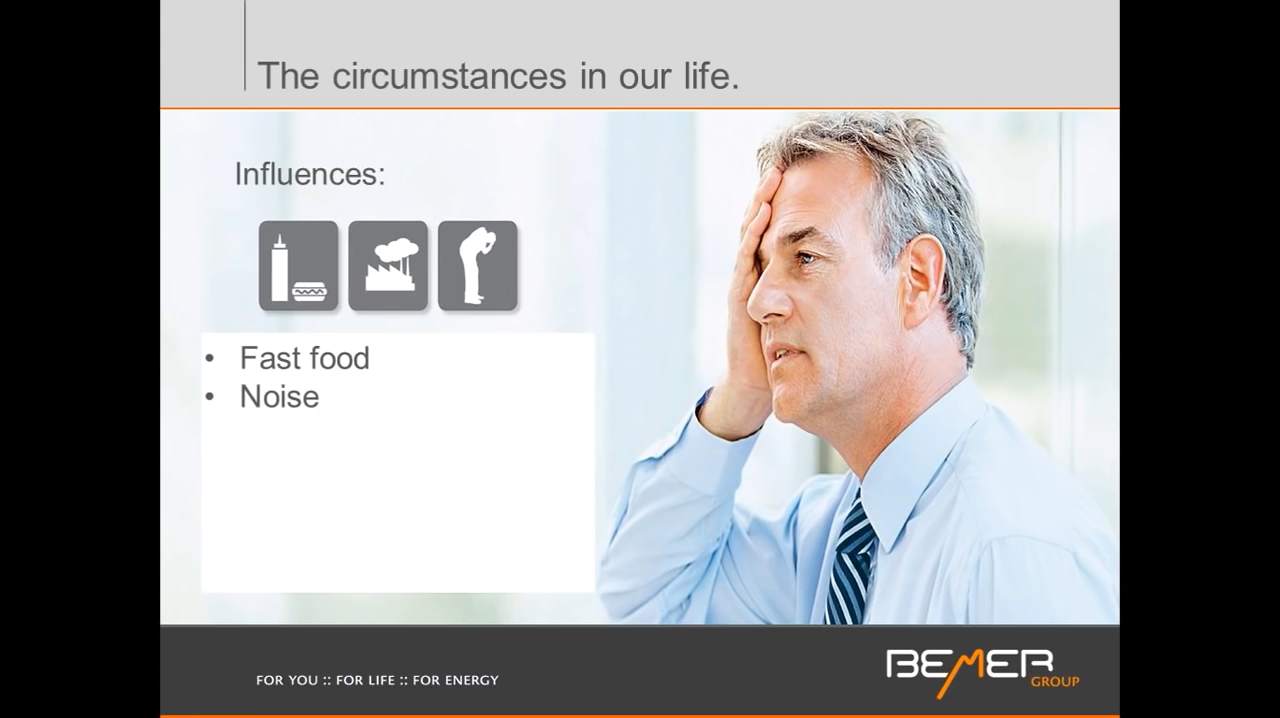 The circumstances in our life.
Influences:
• Fast food
• Noise
FOR YOU :: FOR LIFE :: FOR ENERGY
BEMER
GROUP